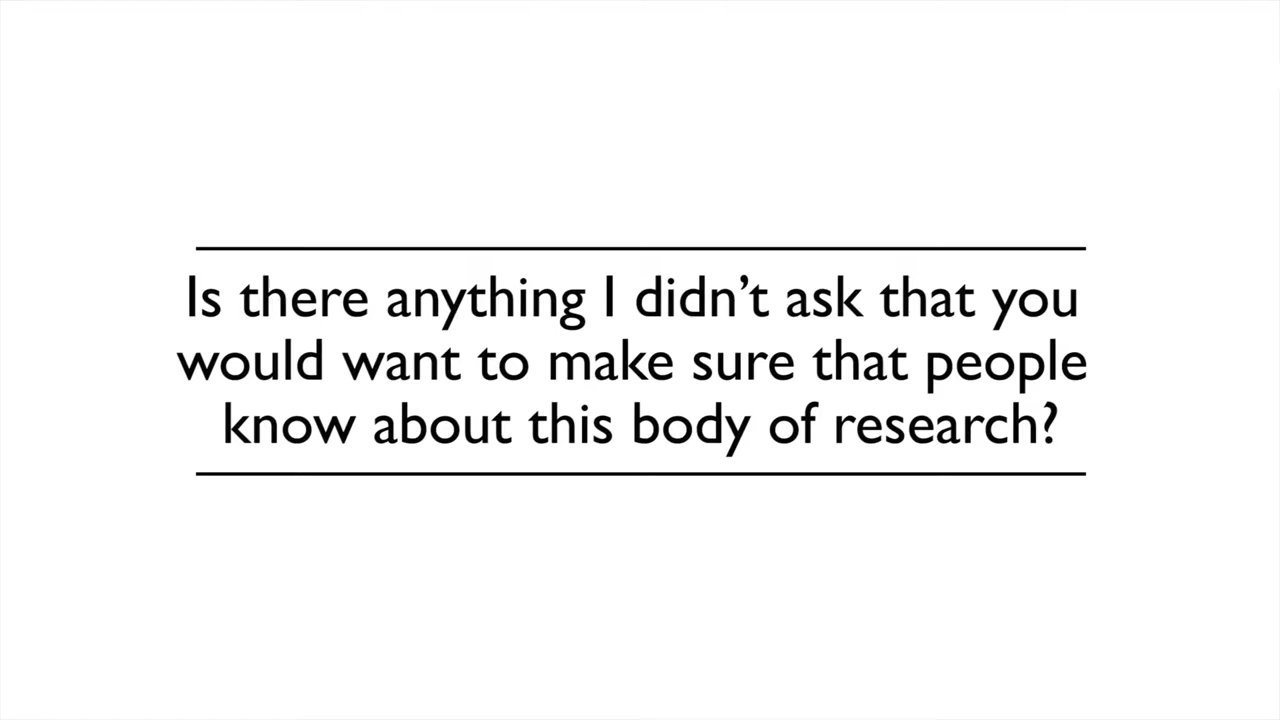 Is there anything I didn’t ask that you
would want to make sure that people
know about this body of research?